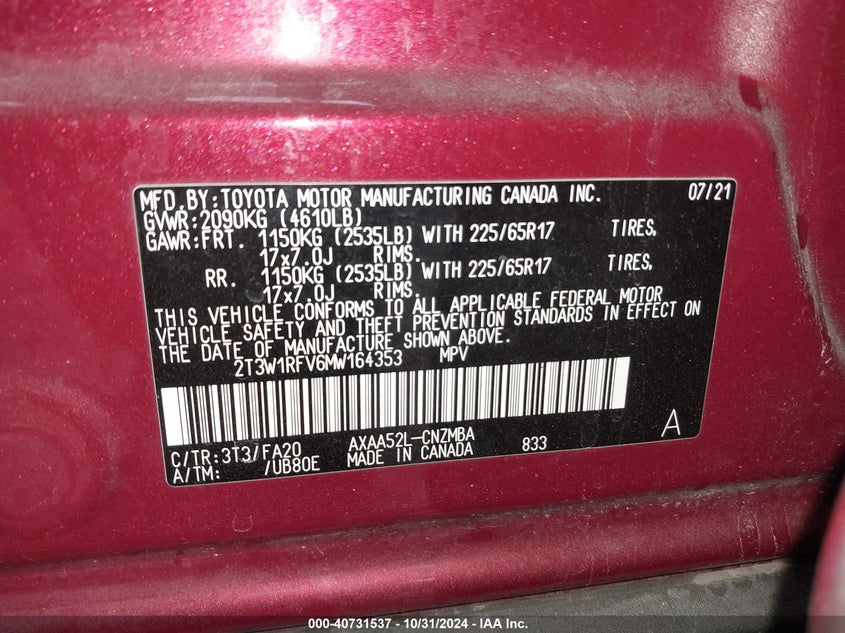 MFD. BY: TOYOTA MOTOR MANUFACTURING CANADA INC. 07/21
GVWR: 2090KG (4610LB)
GAWR: FRT. 1150KG (2535LB) WITH 225/65R17 TIRES,
17x7.0J RIMS.
RR. 1150KG (2535LB) WITH 225/65R17 TIRES,
17x7.0J RIMS.
THIS VEHICLE CONFORMS TO ALL APPLICABLE FEDERAL MOTOR
VEHICLE SAFETY AND THEFT PREVENTION STANDARDS IN EFFECT ON
THE DATE OF MANUFACTURE SHOWN ABOVE.
2T3W1RFV6MW164353 MPV
A
C/TR: 3T3/FA20 AXAA52L-CNZMBA 833
A/TM: /UB80E MADE IN CANADA
000-40731537 - 10/31/2024 - IAA Inc.